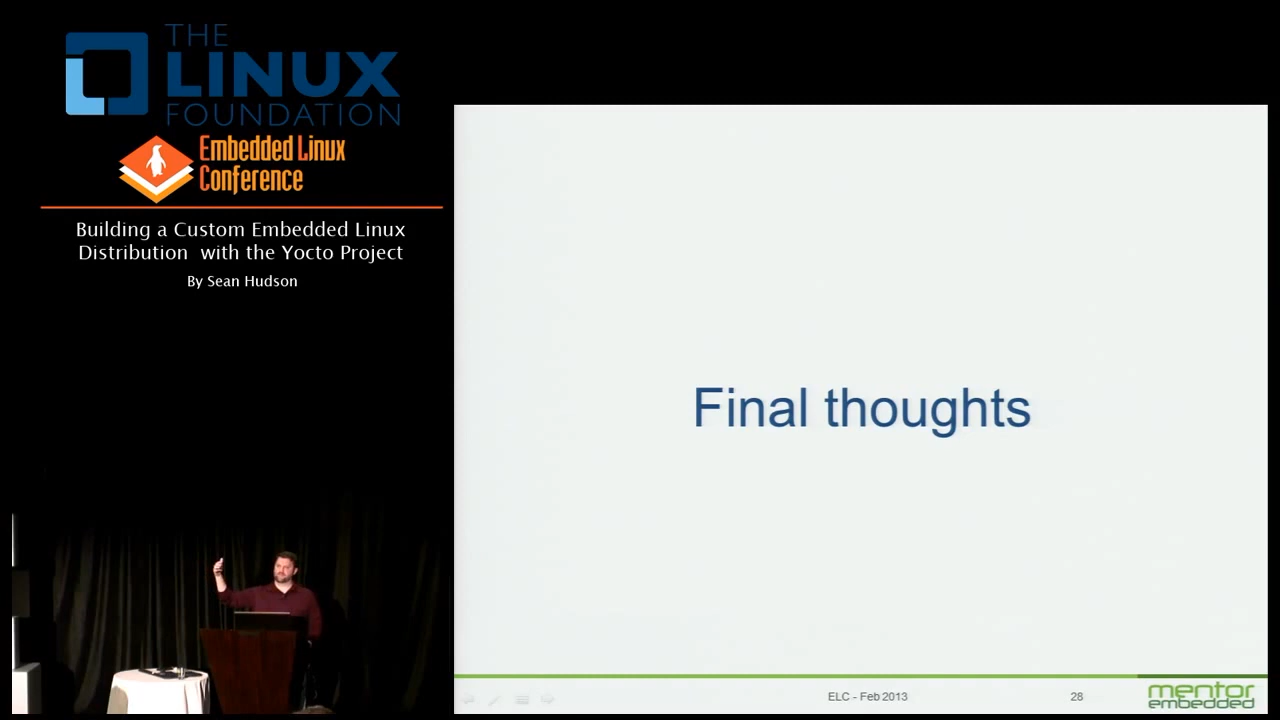 THE
LINUX
FOUNDATION
Embedded Linux
Conference
Building a Custom Embedded Linux
Distribution with the Yocto Project
By Sean Hudson
Final thoughts
ELC - Feb 2013
28
mentor
embedded